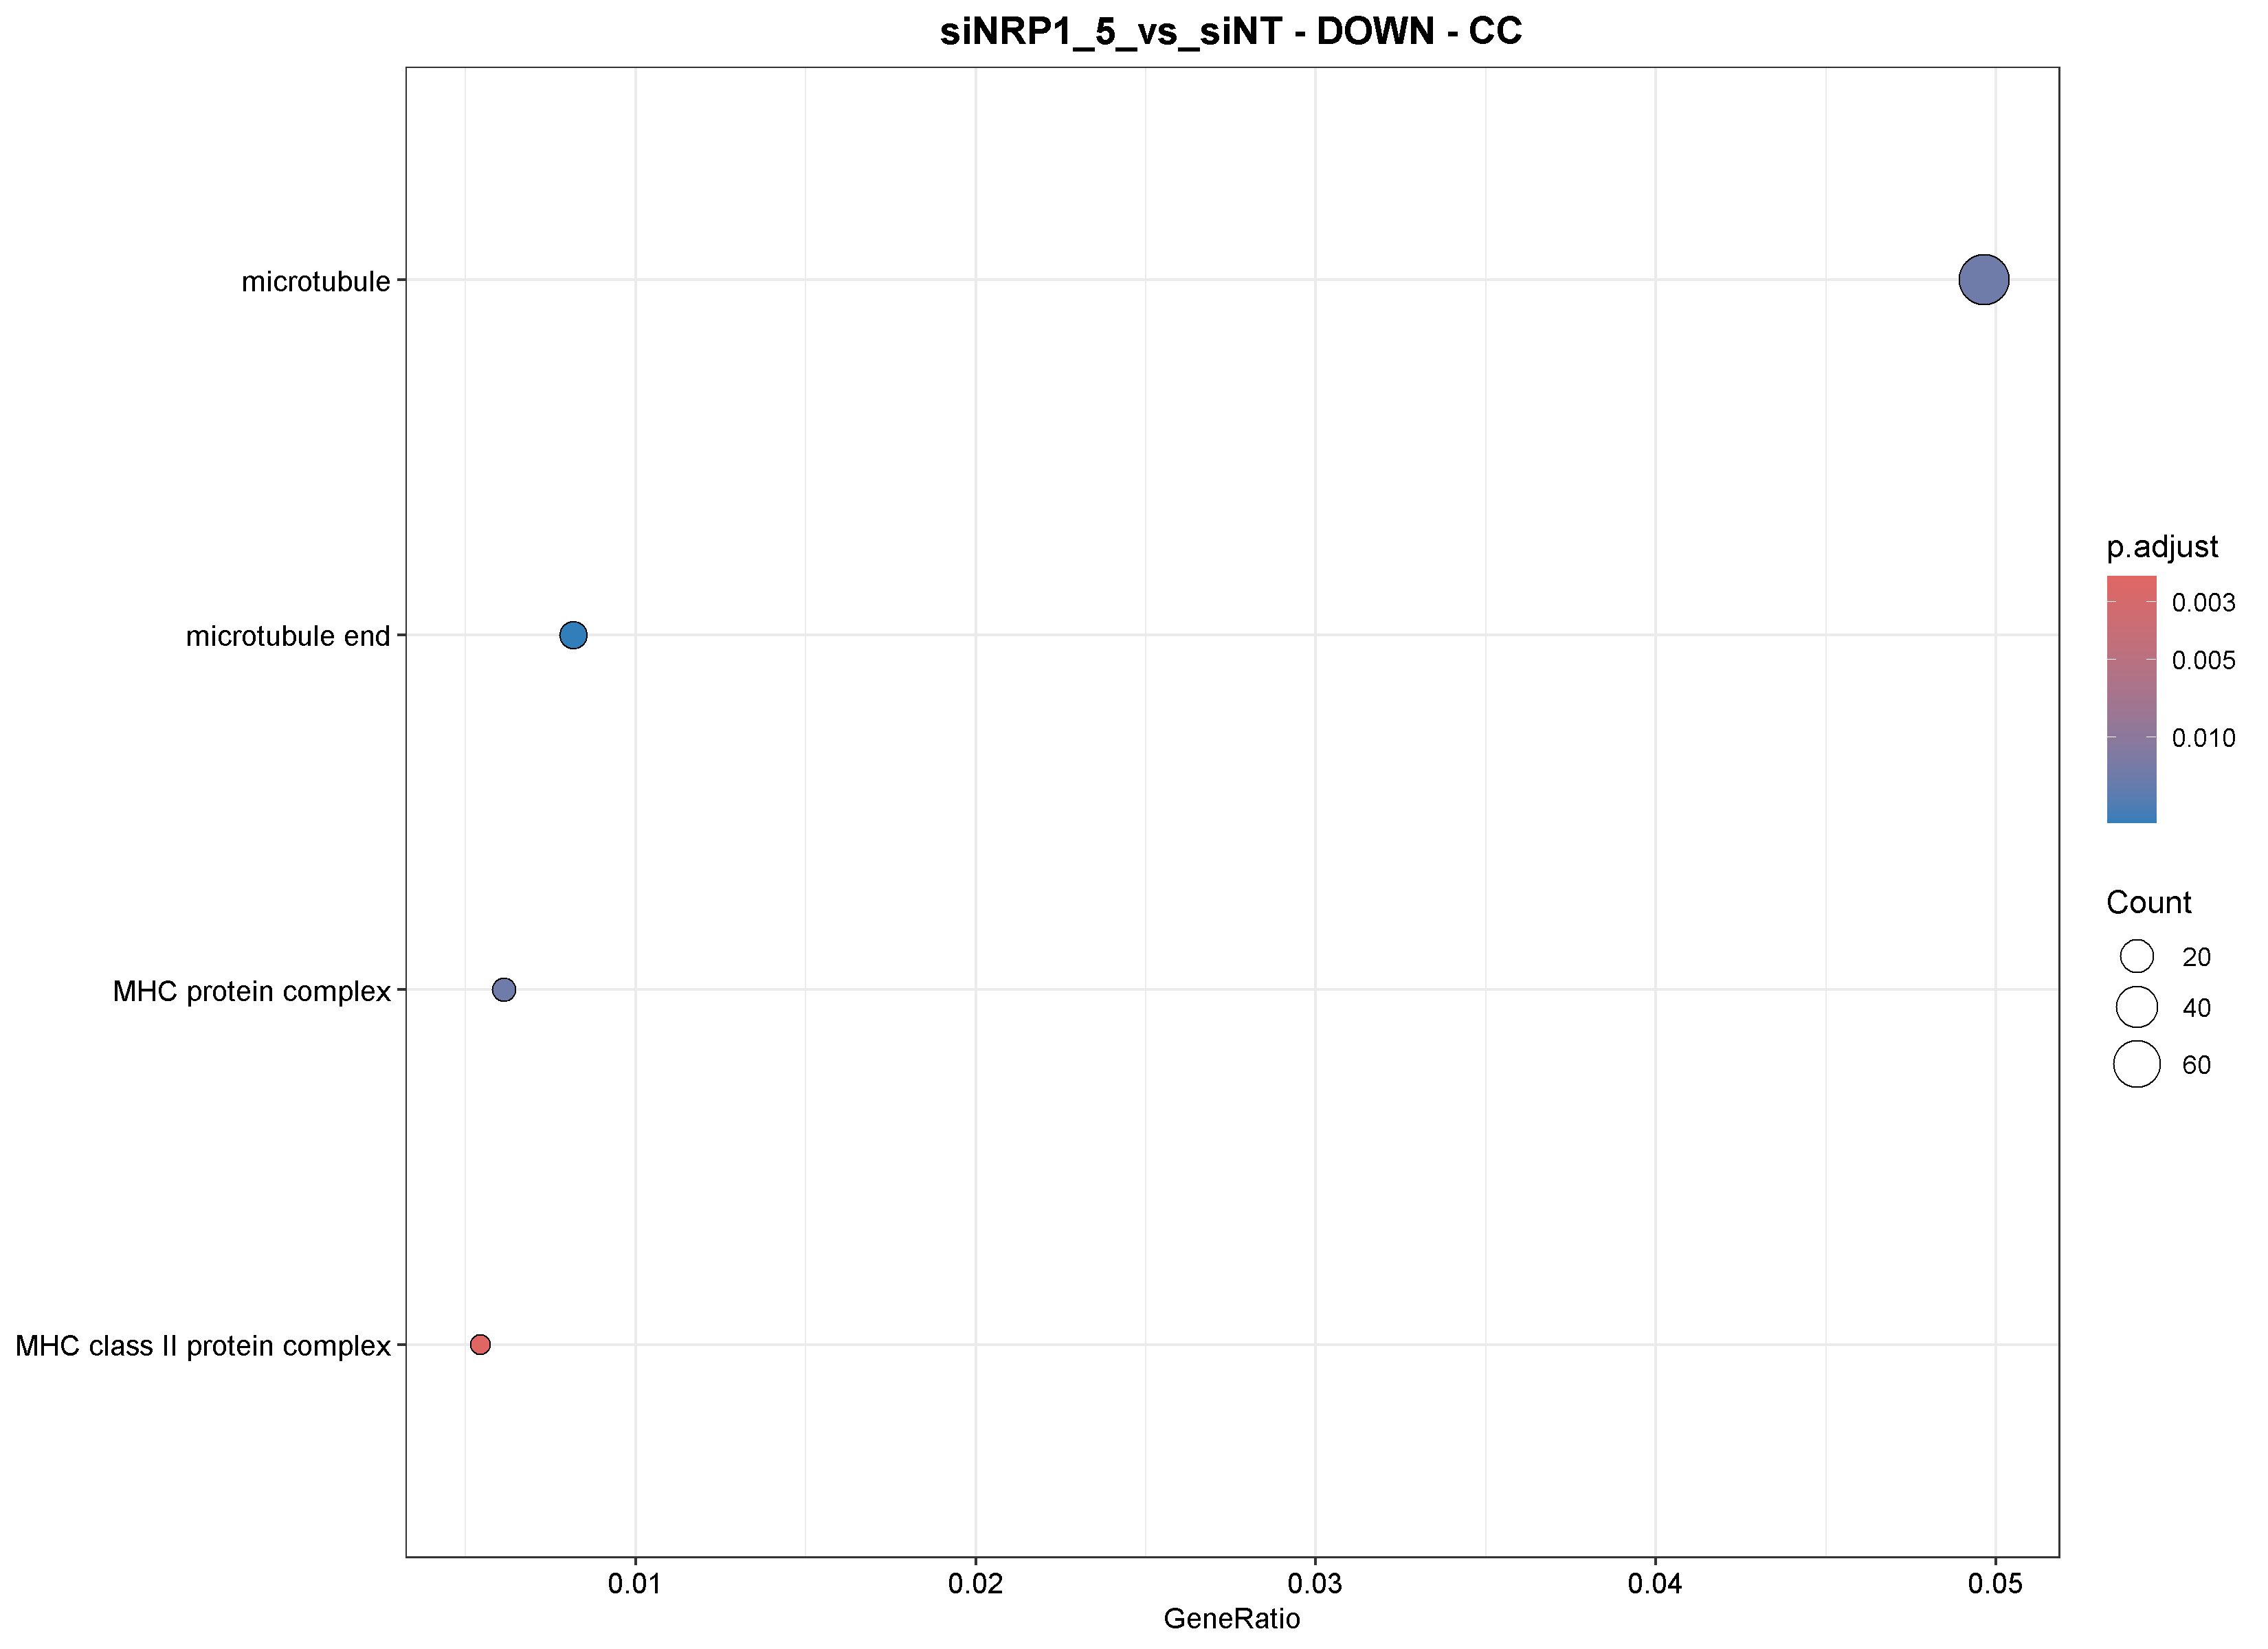 siNRP1_5_vs_siNT - DOWN - CC
microtubule
microtubule end
MHC protein complex
MHC class II protein complex
0.01
0.02
0.03
0.04
0.05
GeneRatio
p.adjust
0.003
0.005
0.010
Count
20
40
60